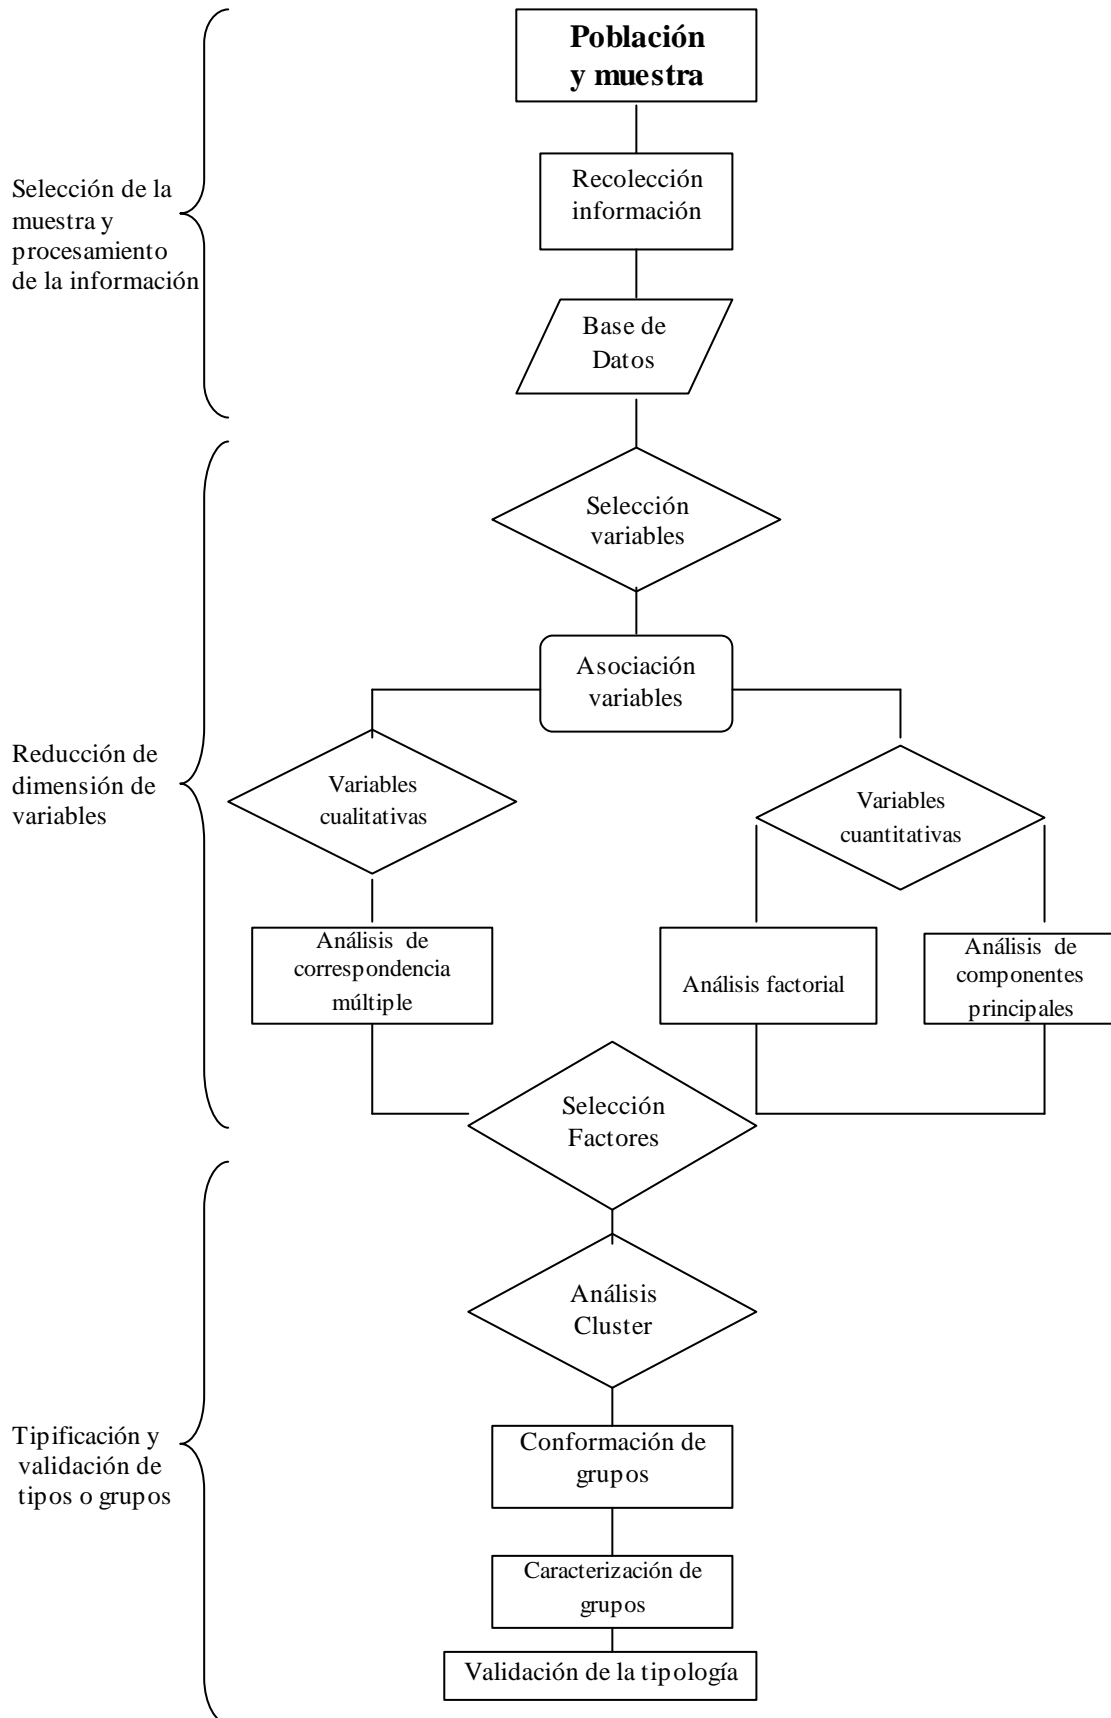 Población
y muestra
Selección de la
muestra y
procesamiento
de la información
Recolección
información
Base de
Datos
Selección
variables
Asociación
variables
Reducción de
dimensión de
variables
Variables
cualitativas
Variables
cuantitativas
Análisis de
correspondencia
múltiple
Análisis factorial
Análisis de
componentes
principales
Selección
Factores
Análisis
Cluster
Tipificación y
validación de
tipos o grupos
Conformación de
grupos
Caracterización de
grupos
Validación de la tipología